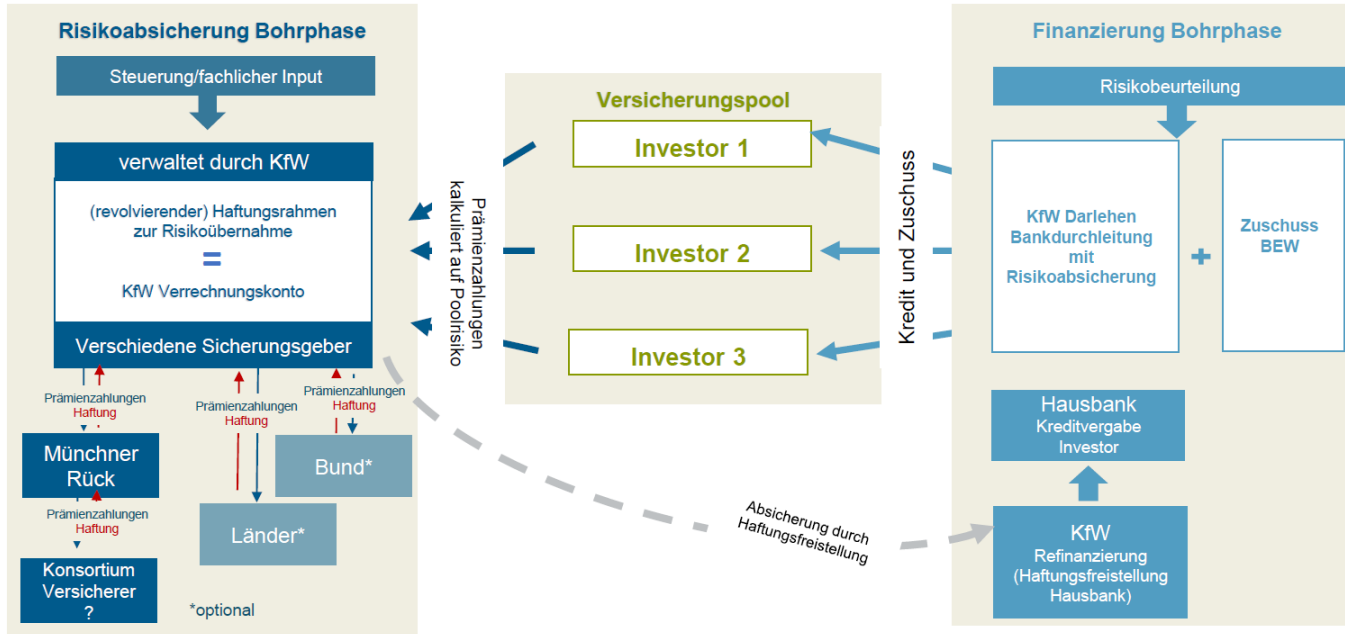 Risikoabsicherung Bohrphase
Steuerung/fachlicher Input
verwaltet durch KfW
(revolvierender) Haftungsrahmen
zur Risikoübernahme
=
KfW Verrechnungskonto
Verschiedene Sicherungsgeber
Prämienzahlungen
Haftung
Prämienzahlungen
Haftung
Prämienzahlungen
Haftung
Münchner
Rück
Bund*
Prämienzahlungen
Haftung
Länder*
Konsortium
Versicherer
?
*optional
Prämienzahlungen
kalkuliert auf Poolrisiko
Versicherungspool
Investor 1
Investor 2
Investor 3
Kredit und Zuschuss
Absicherung durch
Haftungsfreistellung
Finanzierung Bohrphase
Risikobeurteilung
KfW Darlehen
Bankdurchleitung
mit
Risikoabsicherung
+
Zuschuss
BEW
Hausbank
Kreditvergabe
Investor
KfW
Refinanzierung
(Haftungsfreistellung
Hausbank)